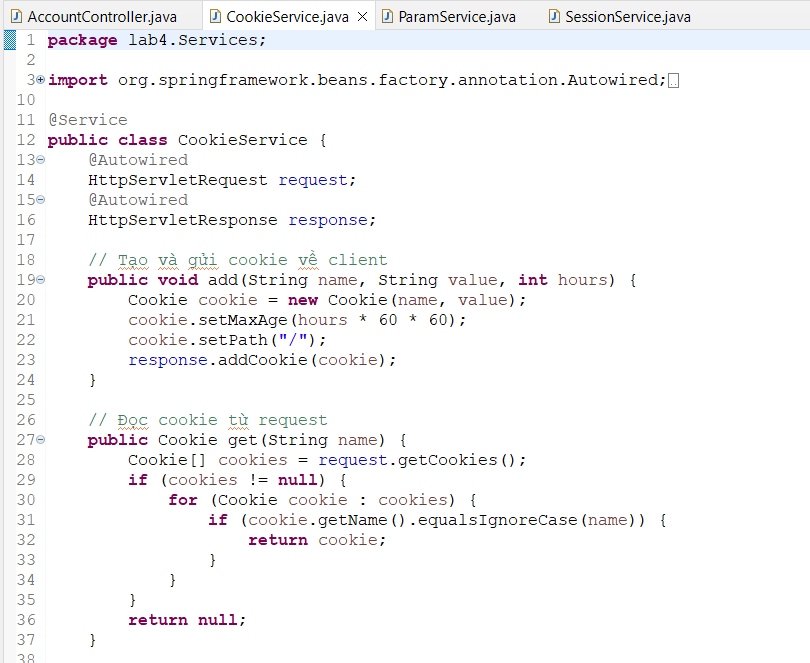 AccountController.java CookieService.java ParamService.java SessionService.java
1 package lab4.Services;
2
3 import org.springframework.beans.factory.annotation.Autowired;
10
11 @Service
12 public class CookieService {
13 @Autowired
14 HttpServletRequest request;
15 @Autowired
16 HttpServletResponse response;
17
18 // Tạo và gửi cookie về client
19 public void add(String name, String value, int hours) {
20 Cookie cookie = new Cookie(name, value);
21 cookie.setMaxAge(hours * 60 * 60);
22 cookie.setPath("/");
23 response.addCookie(cookie);
24 }
25
26 // Đọc cookie từ request
27 public Cookie get(String name) {
28 Cookie[] cookies = request.getCookies();
29 if (cookies != null) {
30 for (Cookie cookie : cookies) {
31 if (cookie.getName().equalsIgnoreCase(name)) {
32 return cookie;
33 }
34 }
35 }
36 return null;
37 }
38